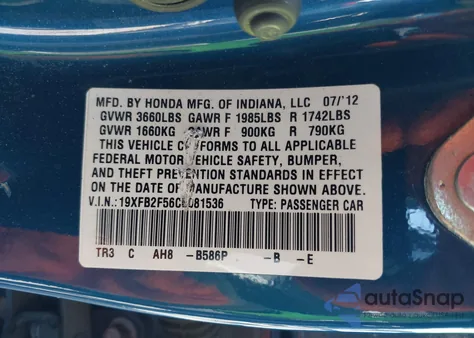 MFD. BY HONDA MFG. OF INDIANA, LLC 07/'12
GVWR 3660LBS GAWR F 1985LBS R 1742LBS
GVWR 1660KG F 900KG R 790KG
THIS VEHICLE CONFORMS TO ALL APPLICABLE
FEDERAL MOTOR VEHICLE SAFETY, BUMPER,
AND THEFT PREVENTION STANDARDS IN EFFECT
ON THE DATE OF MANUFACTURE SHOWN ABOVE.
V.I.N.: TYPE: PASSENGER CAR
TR3 C AH8 -B586P -B -E
autoSnap